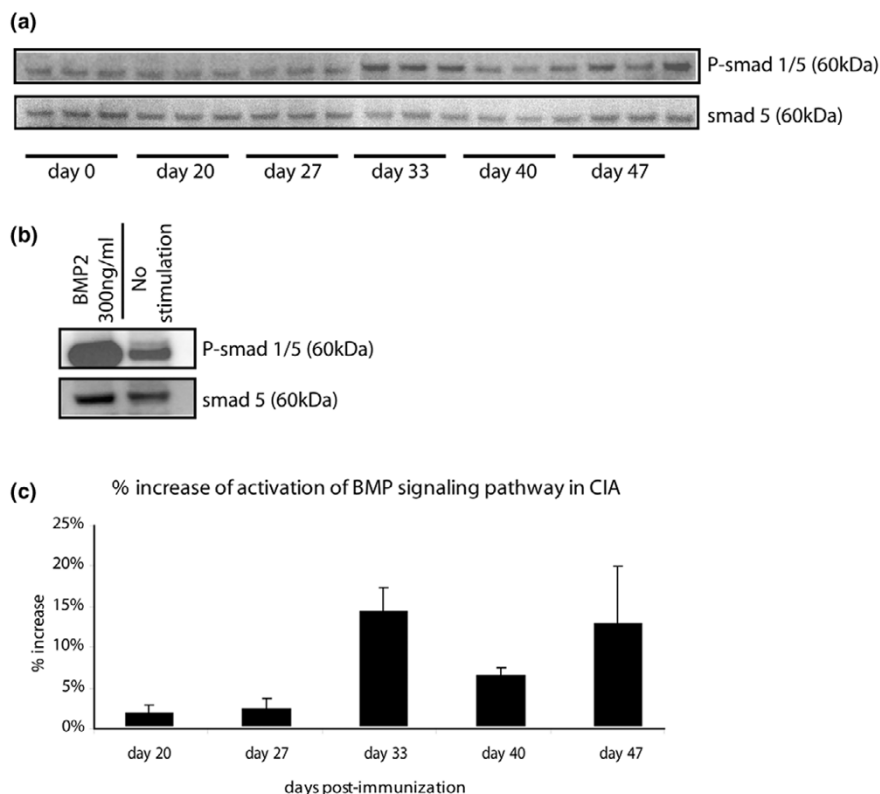 (a)
P-smad 1/5 (60kDa)
smad 5 (60kDa)
day 0 day 20 day 27 day 33 day 40 day 47
(b)
BMP2
300ng/ml
No
stimulation
P-smad 1/5 (60kDa)
smad 5 (60kDa)
(c)
% increase of activation of BMP signaling pathway in CIA
25%
20%
15%
10%
5%
0%
% increase
day 20 day 27 day 33 day 40 day 47
days post-immunization